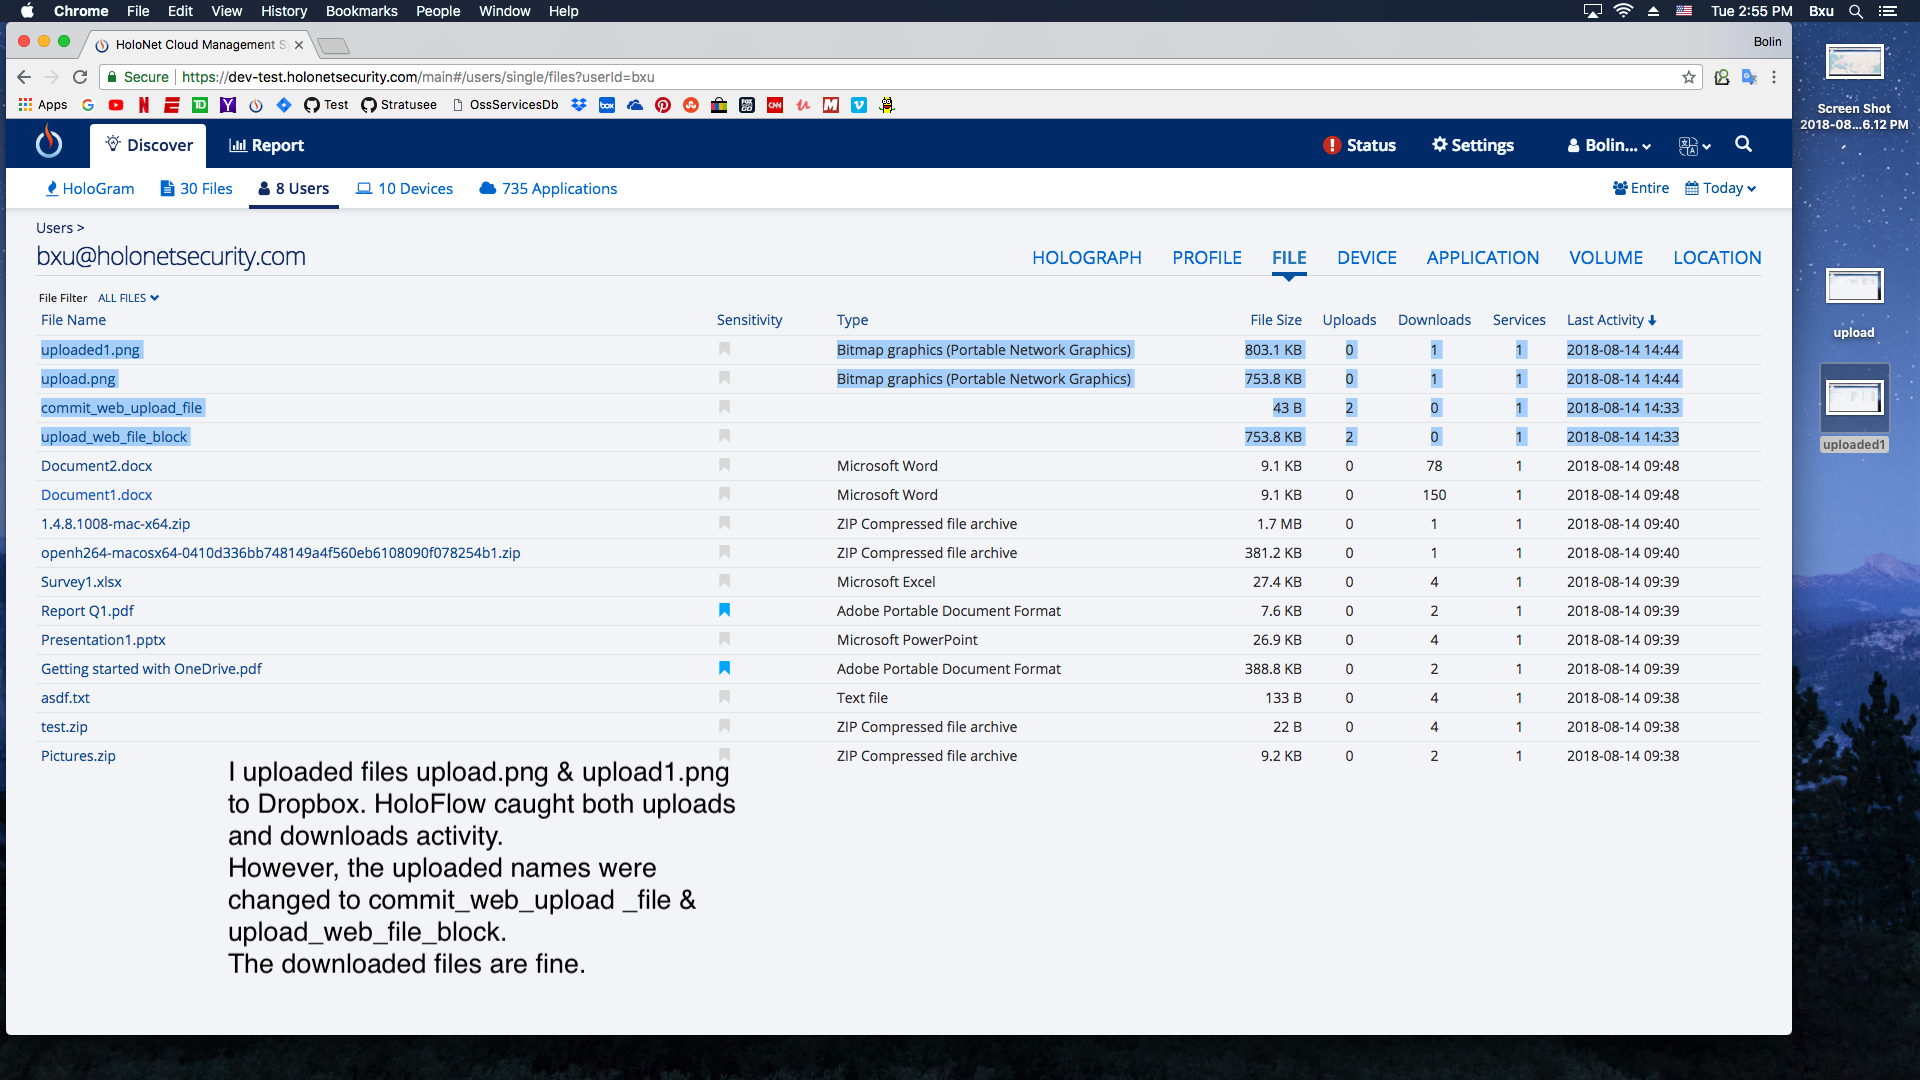 Chrome File Edit View History Bookmarks People Window Help Tue 2:55 PM Bxu
HoloNet Cloud Management S Bolin
Secure https://dev-test.holonetsecurity.com/main#/users/single/files?userId=bxu
Apps Test Stratusee OssServicesDb
Discover Report Status Settings Bolin...
HoloGram 30 Files 8 Users 10 Devices 735 Applications Entire Today
Users >
bxu@holonetsecurity.com HOLOGRAPH PROFILE FILE DEVICE APPLICATION VOLUME LOCATION
File Filter ALL FILES
File Name Sensitivity Type File Size Uploads Downloads Services Last Activity
uploaded1.png Bitmap graphics (Portable Network Graphics) 803.1 KB 0 1 1 2018-08-14 14:44
upload.png Bitmap graphics (Portable Network Graphics) 753.8 KB 0 1 1 2018-08-14 14:44
commit_web_upload_file 43 B 2 0 1 2018-08-14 14:33
upload_web_file_block 753.8 KB 2 0 1 2018-08-14 14:33
Document2.docx Microsoft Word 9.1 KB 0 78 1 2018-08-14 09:48
Document1.docx Microsoft Word 9.1 KB 0 150 1 2018-08-14 09:48
1.4.8.1008-mac-x64.zip ZIP Compressed file archive 1.7 MB 0 1 1 2018-08-14 09:40
openh264-macosx64-0410d336bb748149a4f560eb6108090f078254b1.zip ZIP Compressed file archive 381.2 KB 0 1 1 2018-08-14 09:40
Survey1.xlsx Microsoft Excel 27.4 KB 0 4 1 2018-08-14 09:39
Report Q1.pdf Adobe Portable Document Format 7.6 KB 0 2 1 2018-08-14 09:39
Presentation1.pptx Microsoft PowerPoint 26.9 KB 0 4 1 2018-08-14 09:39
Getting started with OneDrive.pdf Adobe Portable Document Format 388.8 KB 0 2 1 2018-08-14 09:39
asdf.txt Text file 133 B 0 4 1 2018-08-14 09:38
test.zip ZIP Compressed file archive 22 B 0 4 1 2018-08-14 09:38
Pictures.zip ZIP Compressed file archive 9.2 KB 0 2 1 2018-08-14 09:38
I uploaded files upload.png & upload1.png
to Dropbox. HoloFlow caught both uploads
and downloads activity.
However, the uploaded names were
changed to commit_web_upload _file &
upload_web_file_block.
The downloaded files are fine.
Screen Shot
2018-08...6.12 PM
upload
uploaded1